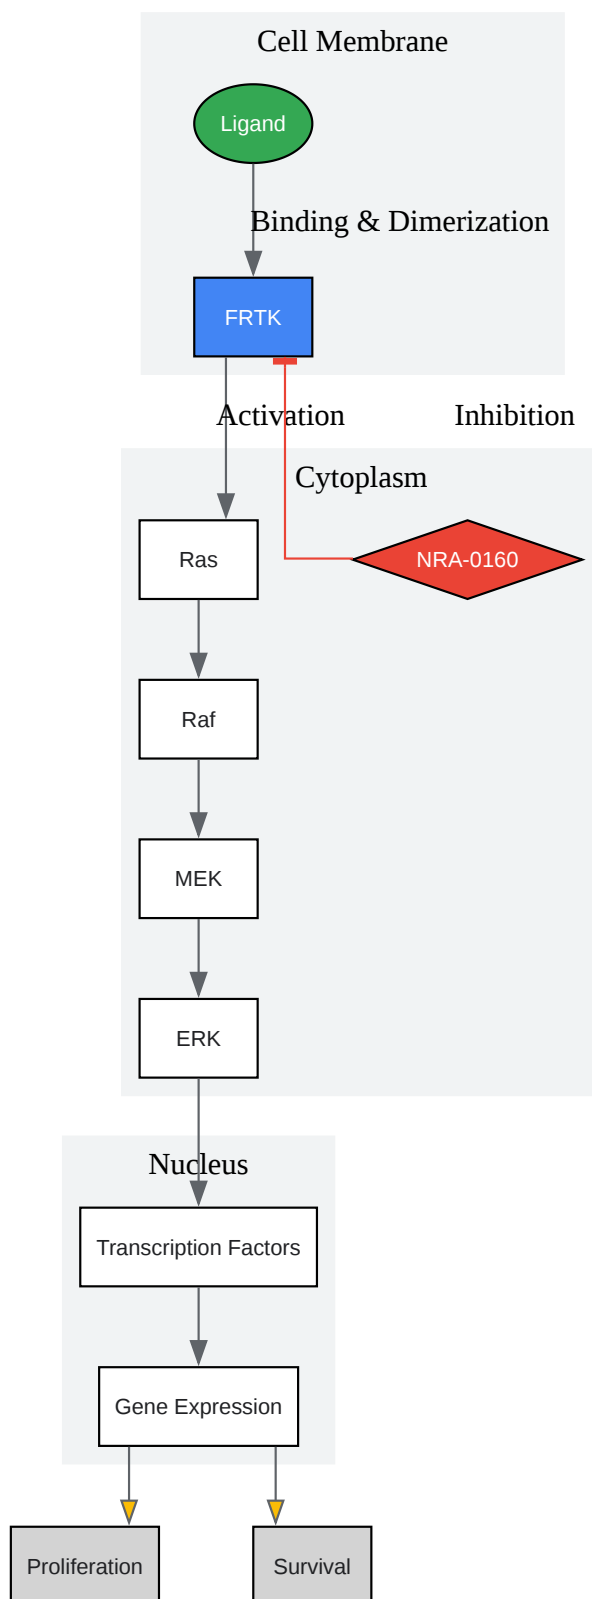 Cell Membrane
Ligand
Binding & Dimerization
FRTK
Activation
Inhibition
Cytoplasm
Ras
NRA-0160
Raf
MEK
ERK
Nucleus
Transcription Factors
Gene Expression
Proliferation
Survival